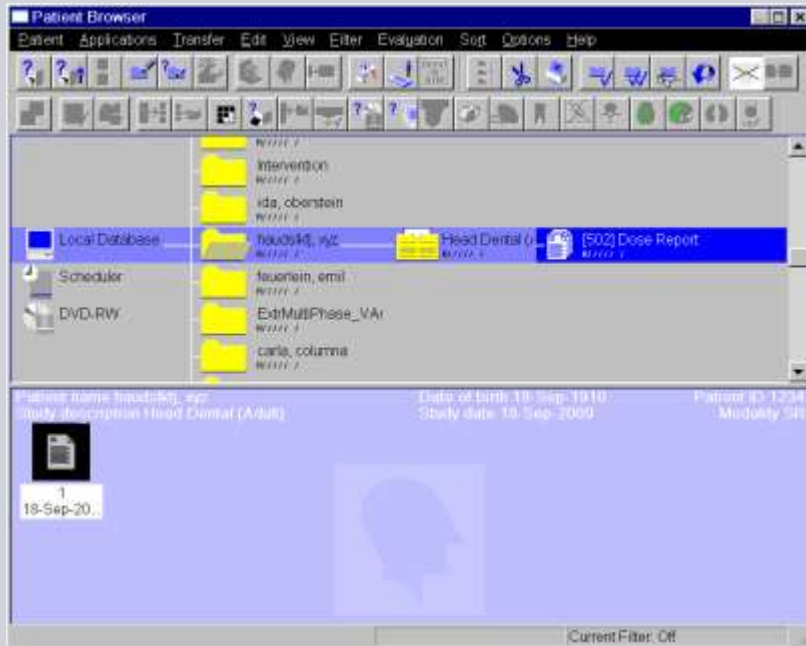 Patient Browser
Patient Applications Transfer Edit View Filter Evaluation Sort Options Help
Intervention
ida, oberstein
Local Database haudslktj, xyz Head Dental ( [502] Dose Report
Scheduler feuerlein, emil
DVD-RW ExtrMultiPhase_VAr
carla, columna
Patient name haudslktj, xyz Date of birth 18-Sep-1910 Patient ID 1234
Study description Head Dental (Adult) Study date 18-Sep-2009 Modality SR
1
18-Sep-20...
Current Filter: Off